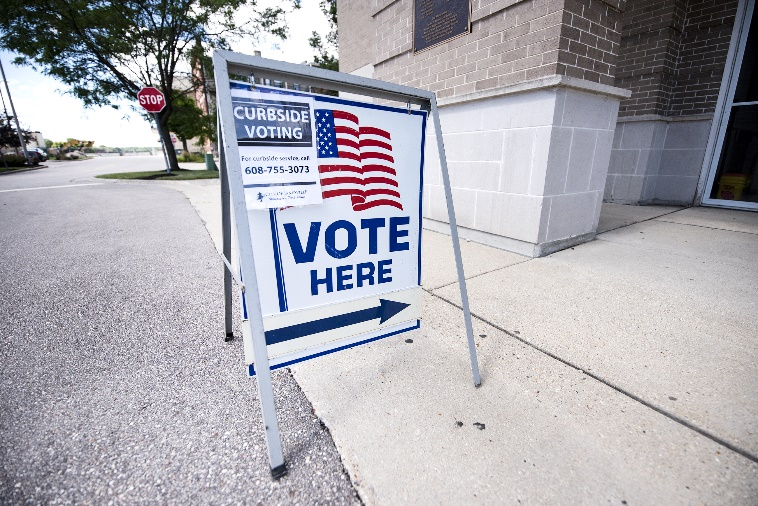 STOP
CURBSIDE
VOTING
For curbside service, call
608-755-3073
VOTE
HERE